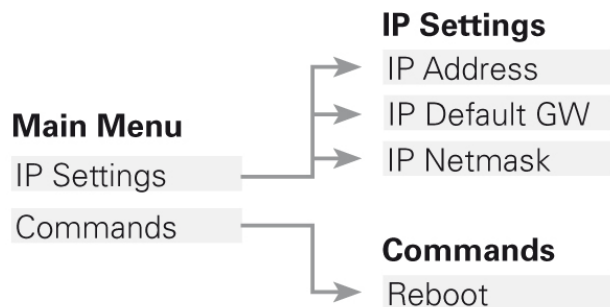 Main Menu
IP Settings
Commands
IP Settings
IP Address
IP Default GW
IP Netmask
Commands
Reboot